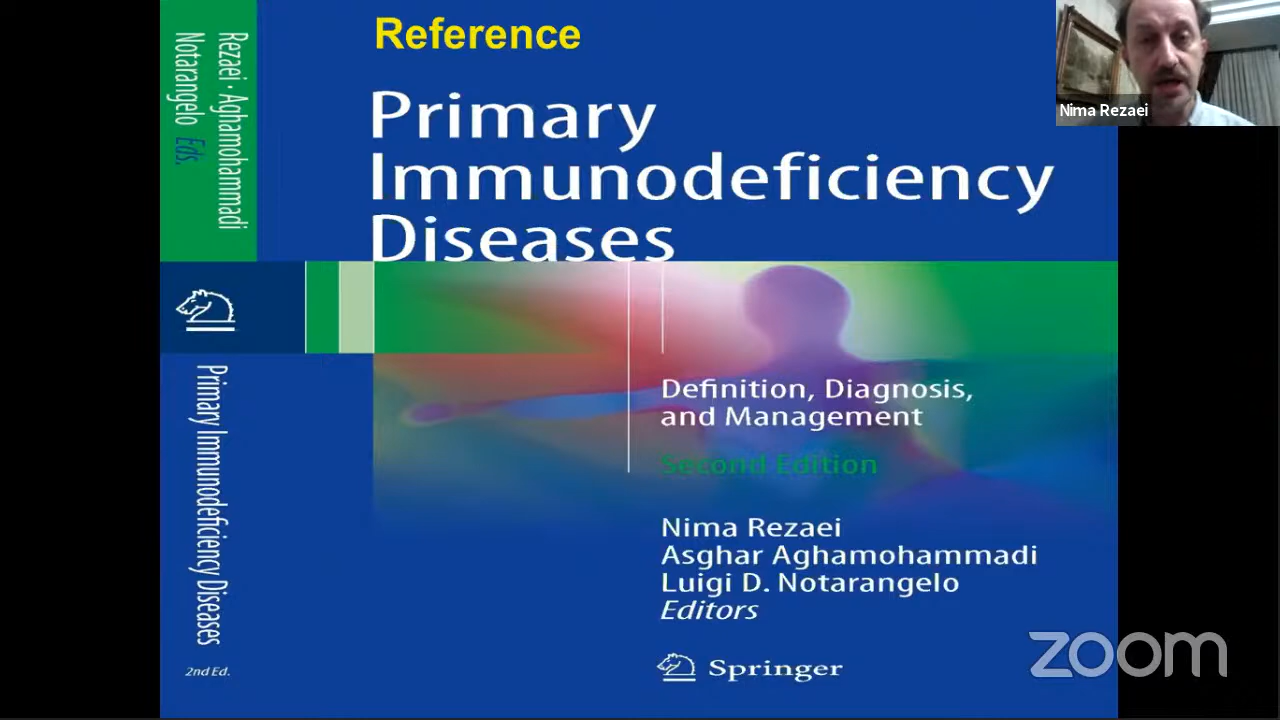 Reference
Rezaei · Aghamohammadi
Notarangelo Eds.
Primary Immunodeficiency Diseases
2nd Ed.
Primary
Immunodeficiency
Diseases
Definition, Diagnosis,
and Management
Second Edition
Nima Rezaei
Asghar Aghamohammadi
Luigi D. Notarangelo
Editors
Springer
Nima Rezaei
zoom